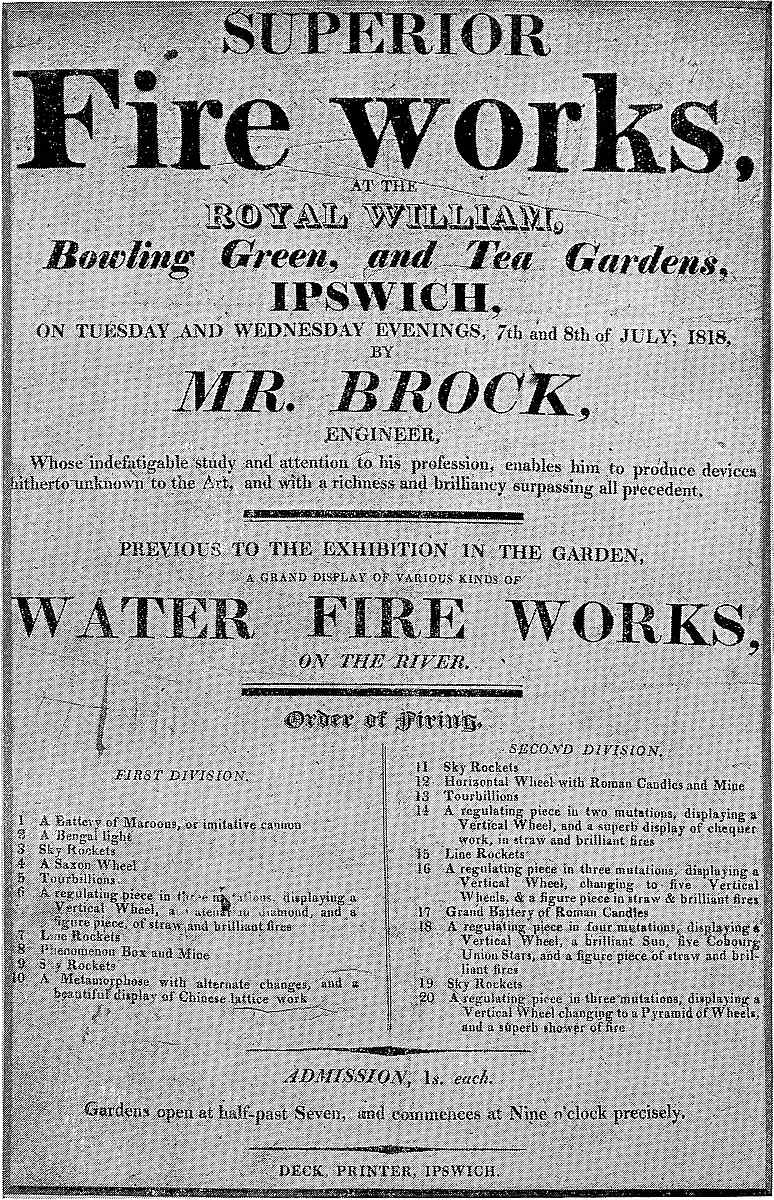 SUPERIOR
Fire works,
AT THE
ROYAL WILLIAM,
Bowling Green, and Tea Gardens,
IPSWICH,
ON TUESDAY AND WEDNESDAY EVENINGS, 7th and 8th of JULY; 1818,
BY
MR. BROCK,
ENGINEER,
Whose indefatigable study and attention to his profession, enables him to produce devices
hitherto unknown to the Art, and with a richness and brilliancy surpassing all precedent.
PREVIOUS TO THE EXHIBITION IN THE GARDEN,
A GRAND DISPLAY OF VARIOUS KINDS OF
WATER FIRE WORKS,
ON THE RIVER.
Order of Firing.
FIRST DIVISION.
1 A Battery of Maroons, or imitative cannon
2 A Bengal light
3 Sky Rockets
4 A Saxon Wheel
5 Tourbillions
6 A regulating piece in three mutations, displaying a
Vertical Wheel, diamond, and a
figure piece, of straw and brilliant fires
7 Line Rockets
8 Phenomenon Box and Mine
9 Sky Rockets
10 A Metamorphose with alternate changes, and a
beautiful display of Chinese lattice work
SECOND DIVISION.
11 Sky Rockets
12 Horizontal Wheel with Roman Candles and Mine
13 Tourbillions
14 A regulating piece in two mutations, displaying a
Vertical Wheel, and a superb display of chequer
work, in straw and brilliant fires
15 Line Rockets
16 A regulating piece in three mutations, displaying a
Vertical Wheel, changing to five Vertical
Wheels, & a figure piece in straw & brilliant fires
17 Grand Battery of Roman Candles
18 A regulating piece in four mutations, displaying a
Vertical Wheel, a brilliant Sun, five Cobourg
Union Stars, and a figure piece of straw and bril-
liant fires
19 Sky Rockets
20 A regulating piece in three mutations, displaying a
Vertical Wheel changing to a Pyramid of Wheels,
and a superb shower of fire
ADMISSION, 1s. each.
Gardens open at half-past Seven, and commences at Nine o'clock precisely.
DECK, PRINTER, IPSWICH.